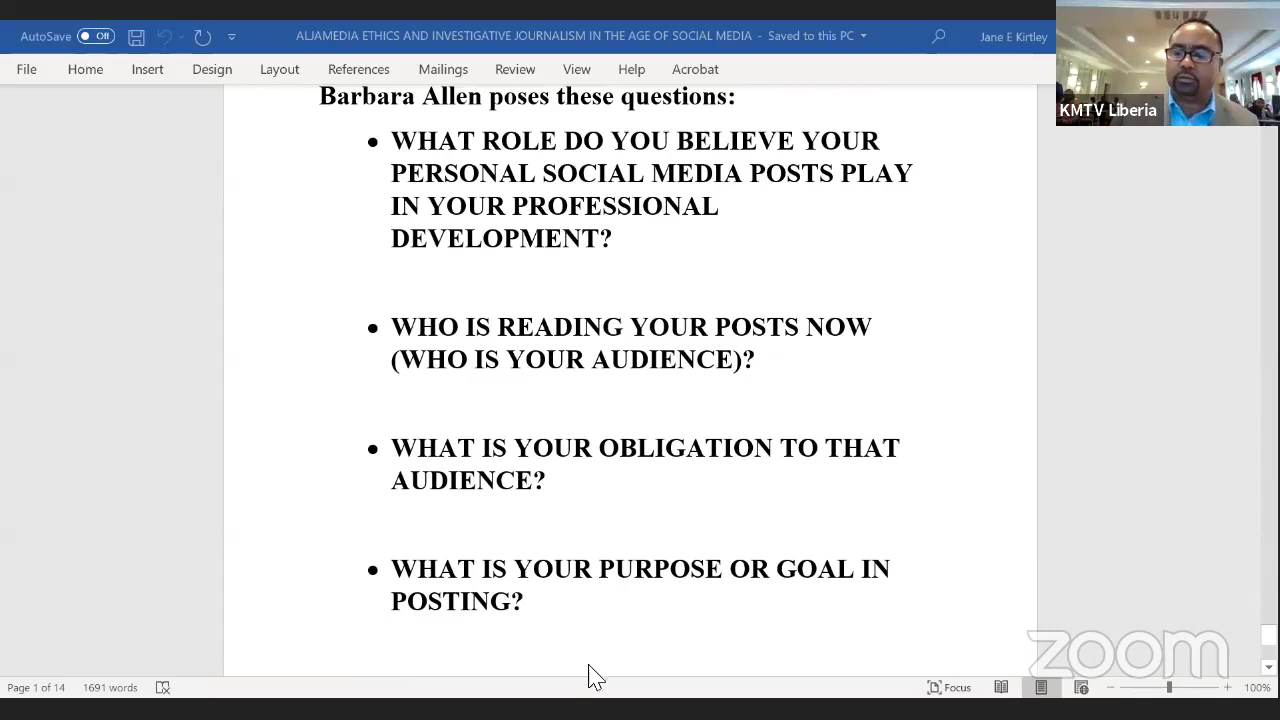 AutoSave Off
ALJAMEDIA ETHICS AND INVESTIGATIVE JOURNALISM IN THE AGE OF SOCIAL MEDIA - Saved to this PC
Jane E Kirtley
File Home Insert Design Layout References Mailings Review View Help Acrobat
KMTV Liberia
Barbara Allen poses these questions:
• WHAT ROLE DO YOU BELIEVE YOUR
PERSONAL SOCIAL MEDIA POSTS PLAY
IN YOUR PROFESSIONAL
DEVELOPMENT?
• WHO IS READING YOUR POSTS NOW
(WHO IS YOUR AUDIENCE)?
• WHAT IS YOUR OBLIGATION TO THAT
AUDIENCE?
• WHAT IS YOUR PURPOSE OR GOAL IN
POSTING?
zoom
Page 1 of 14 1691 words Focus 100%